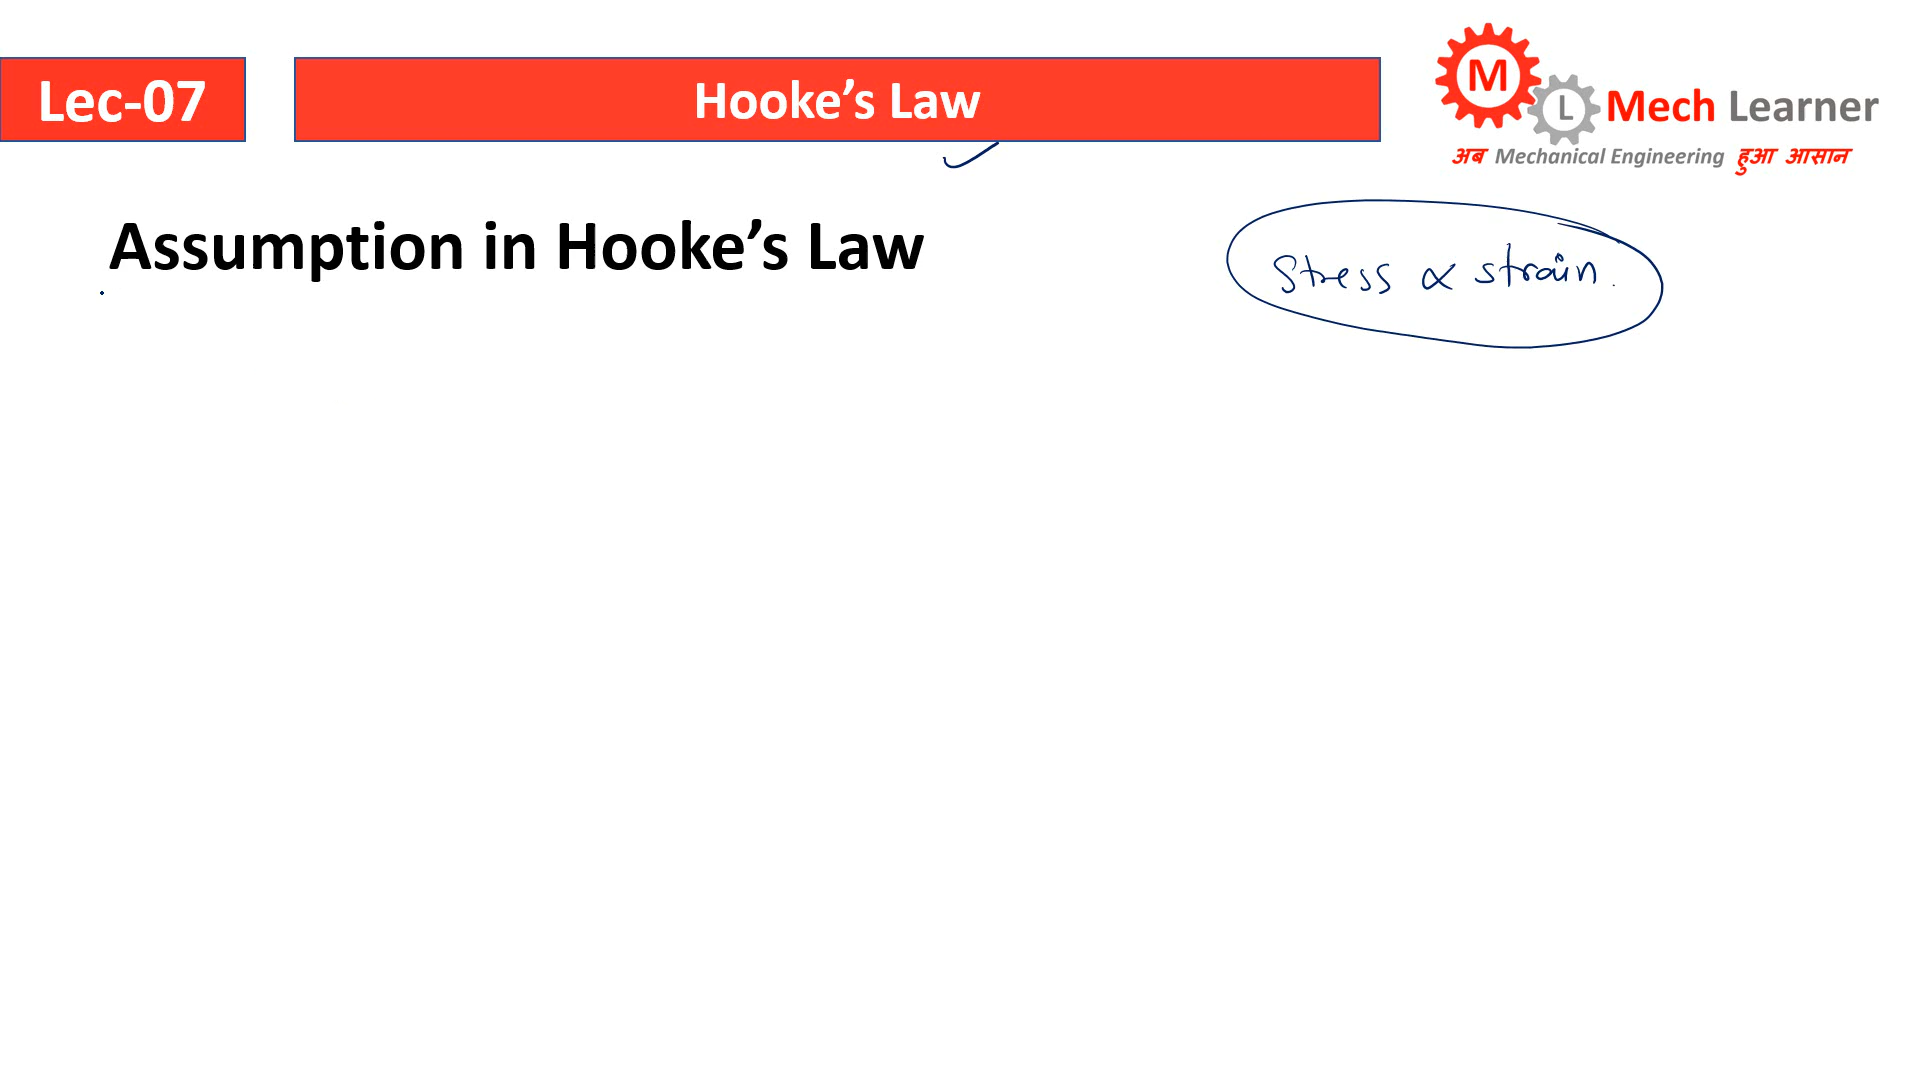 Lec-07
Hooke’s Law
M
L
Mech Learner
अब Mechanical Engineering हुआ आसान
Assumption in Hooke’s Law
Stress ∝ strain.